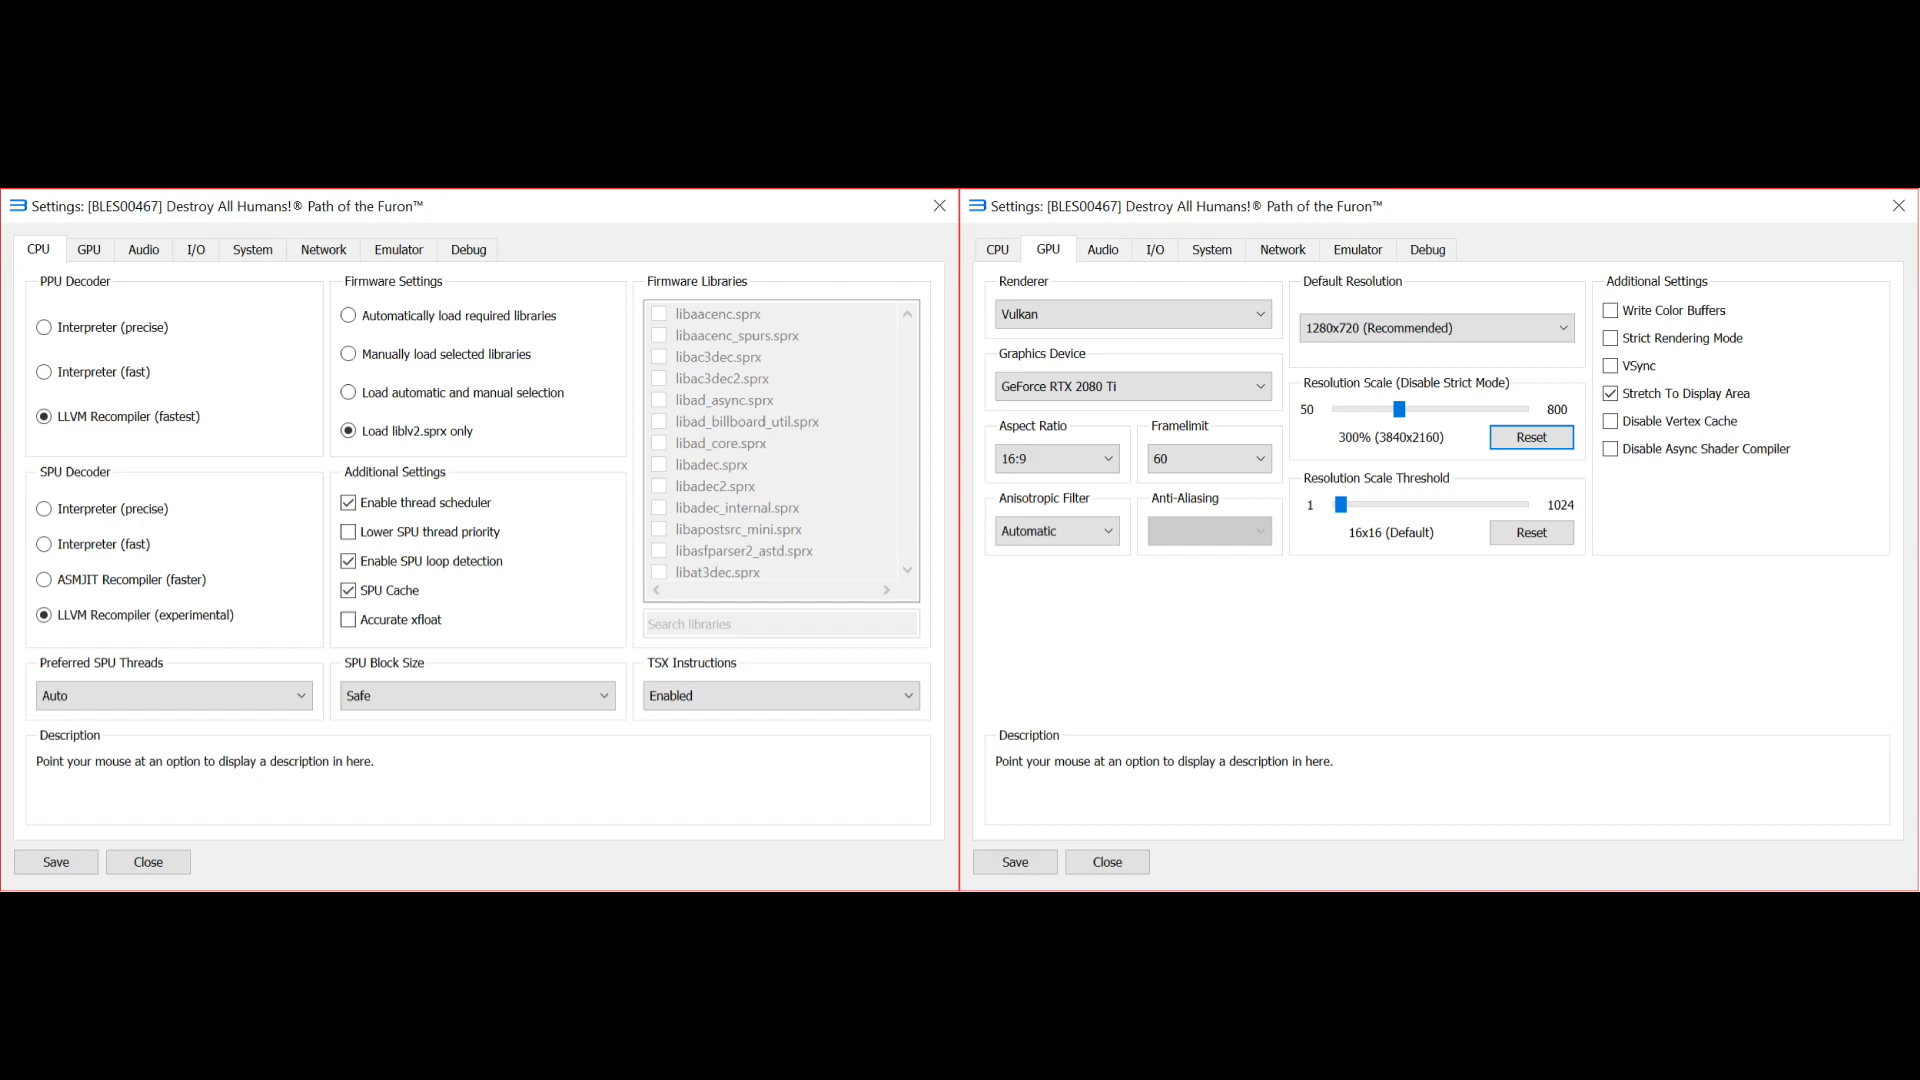 Settings: [BLES00467] Destroy All Humans!® Path of the Furon™
CPU GPU Audio I/O System Network Emulator Debug
PPU Decoder
Interpreter (precise)
Interpreter (fast)
LLVM Recompiler (fastest)
Firmware Settings
Automatically load required libraries
Manually load selected libraries
Load automatic and manual selection
Load liblv2.sprx only
Firmware Libraries
libaacenc.sprx
libaacenc_spurs.sprx
libac3dec.sprx
libac3dec2.sprx
libad_async.sprx
libad_billboard_util.sprx
libad_core.sprx
libadec.sprx
libadec2.sprx
libadec_internal.sprx
libapostsrc_mini.sprx
libasfparser2_astd.sprx
libat3dec.sprx
Search libraries
SPU Decoder
Interpreter (precise)
Interpreter (fast)
ASMJIT Recompiler (faster)
LLVM Recompiler (experimental)
Additional Settings
Enable thread scheduler
Lower SPU thread priority
Enable SPU loop detection
SPU Cache
Accurate xfloat
Preferred SPU Threads
Auto
SPU Block Size
Safe
TSX Instructions
Enabled
Description
Point your mouse at an option to display a description in here.
Save Close
Settings: [BLES00467] Destroy All Humans!® Path of the Furon™
CPU GPU Audio I/O System Network Emulator Debug
Renderer
Vulkan
Graphics Device
GeForce RTX 2080 Ti
Aspect Ratio
16:9
Framelimit
60
Anisotropic Filter
Automatic
Anti-Aliasing
Default Resolution
1280x720 (Recommended)
Resolution Scale (Disable Strict Mode)
50 800
300% (3840x2160) Reset
Resolution Scale Threshold
1 1024
16x16 (Default) Reset
Additional Settings
Write Color Buffers
Strict Rendering Mode
VSync
Stretch To Display Area
Disable Vertex Cache
Disable Async Shader Compiler
Description
Point your mouse at an option to display a description in here.
Save Close